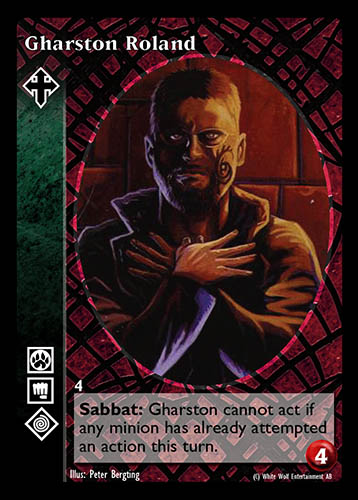 Gharston Roland
4
Sabbat: Gharston cannot act if
any minion has already attempted
an action this turn.
4
Illus: Peter Bergting
(C) White Wolf Entertainment AB